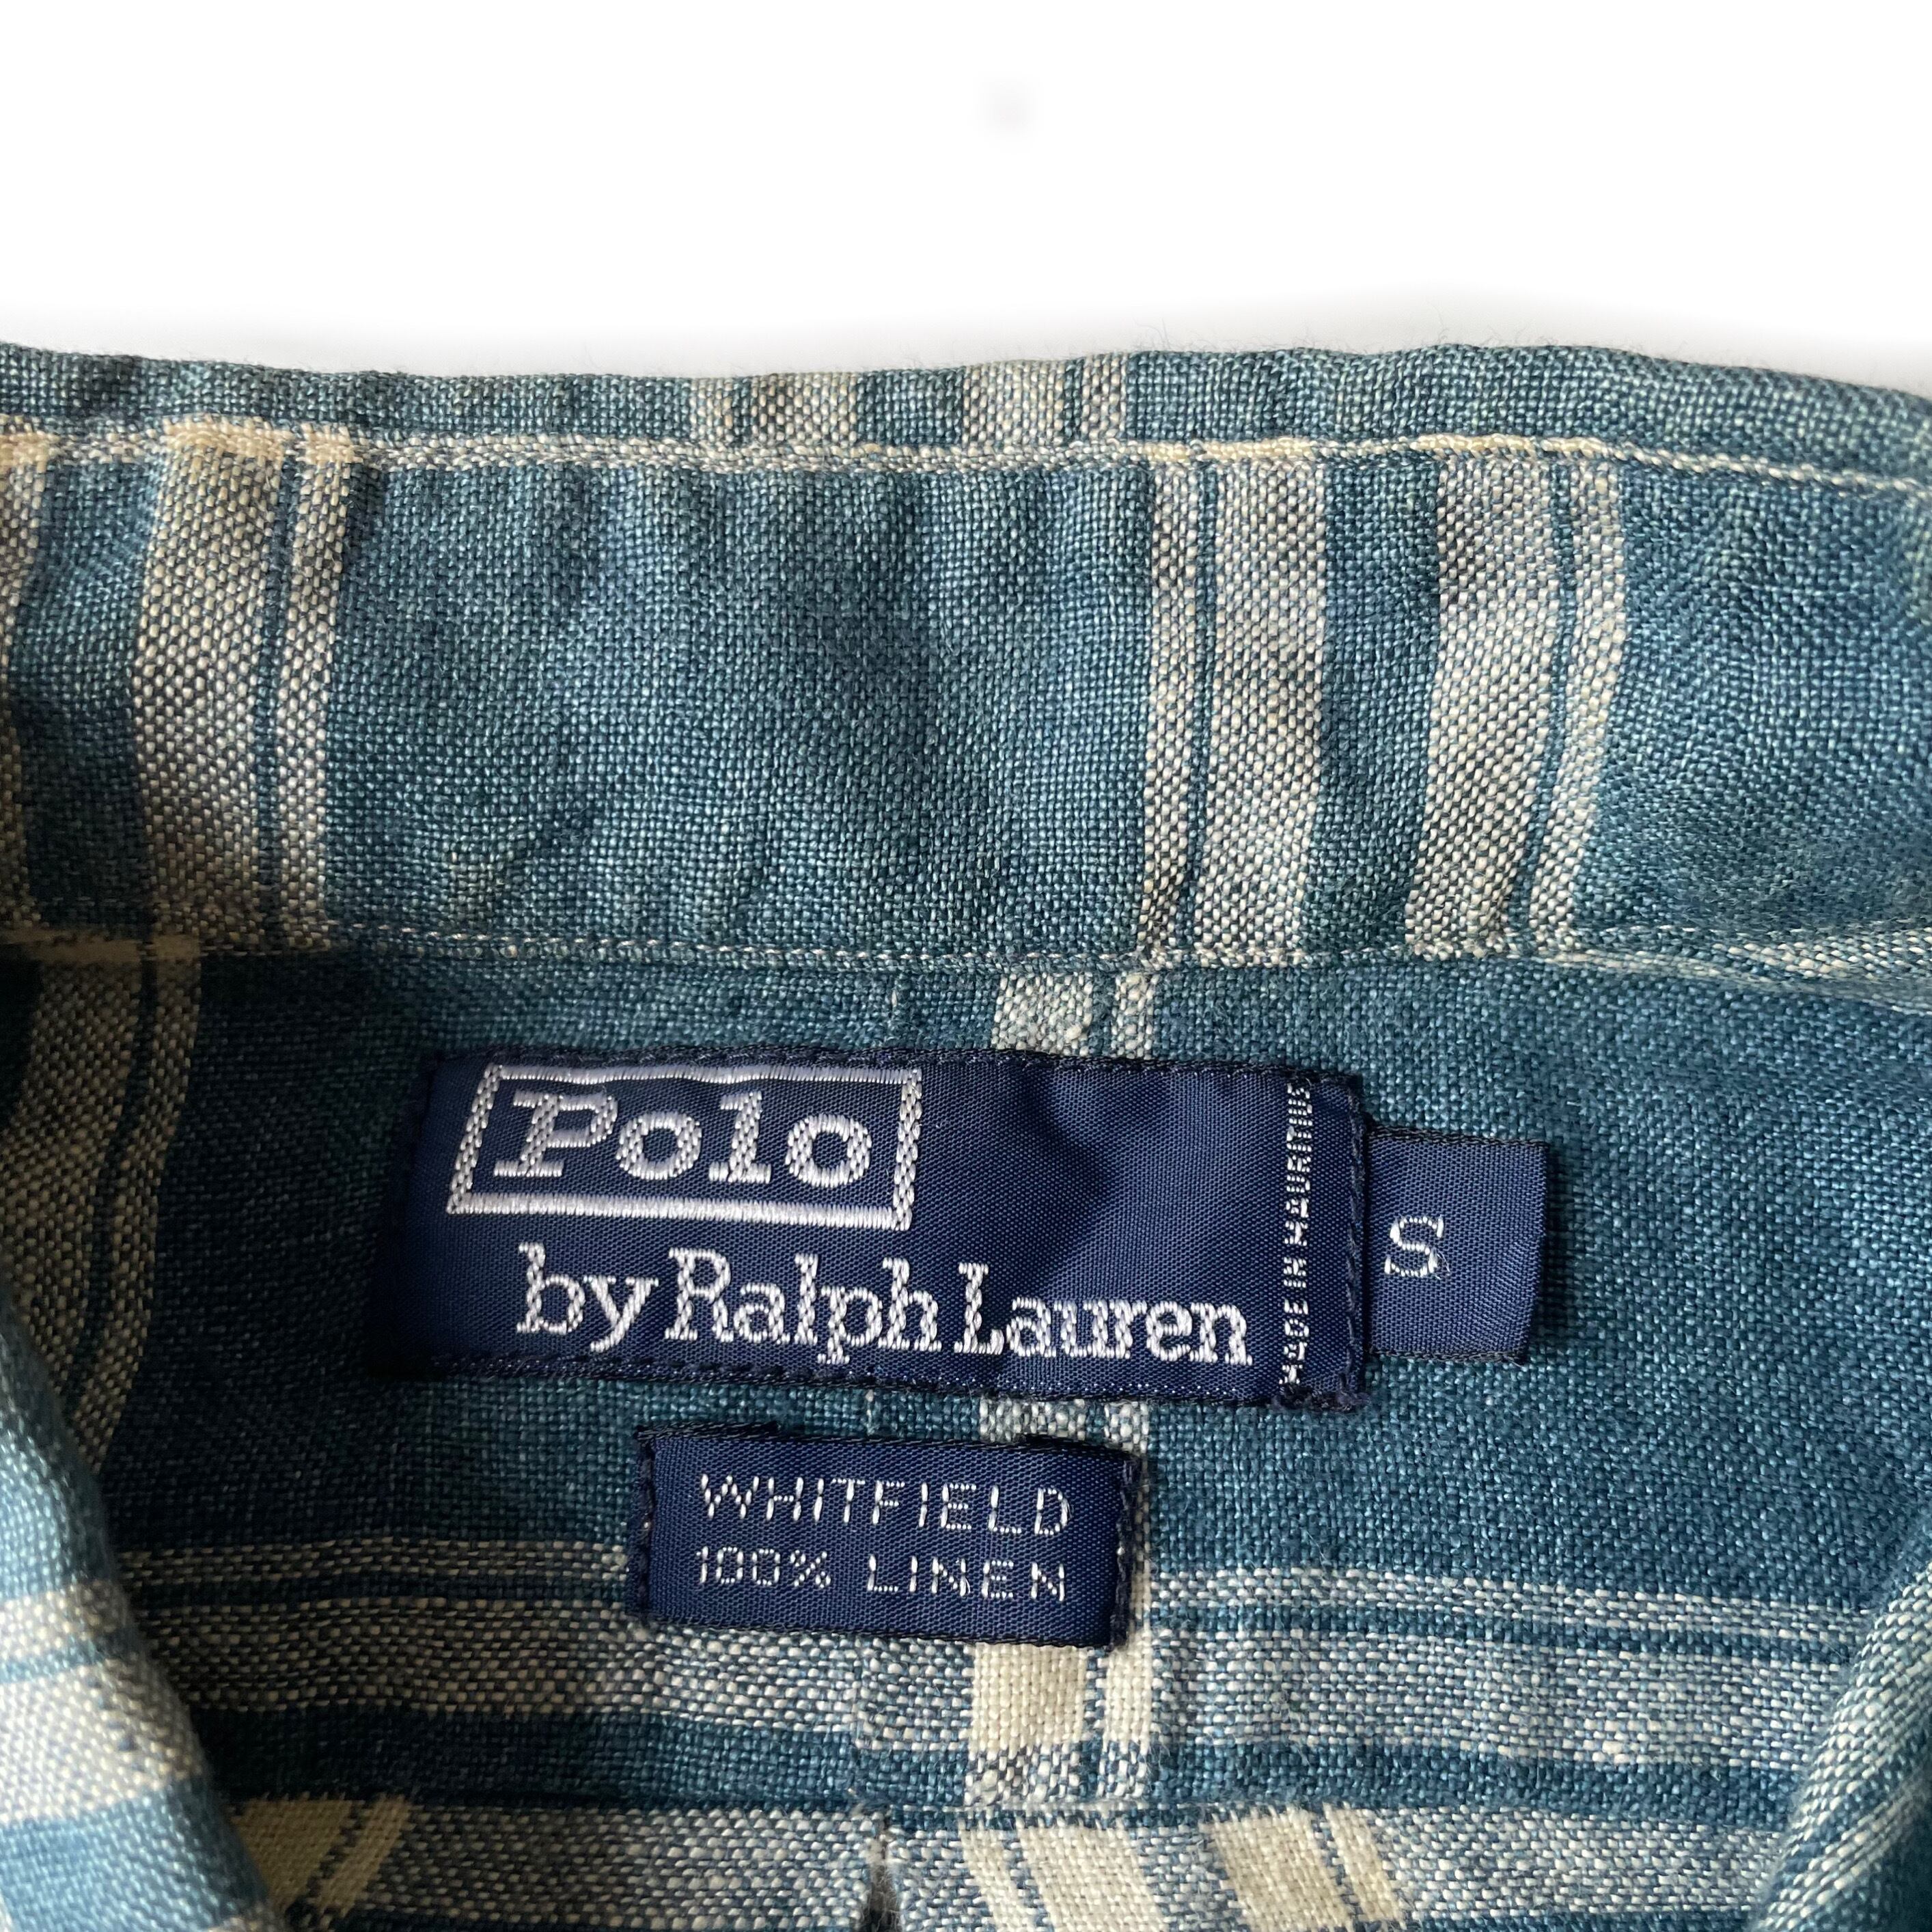 Polo
by Ralph Lauren
MADE IN MAURITIUS
S
WHITFIELD
100% LINEN